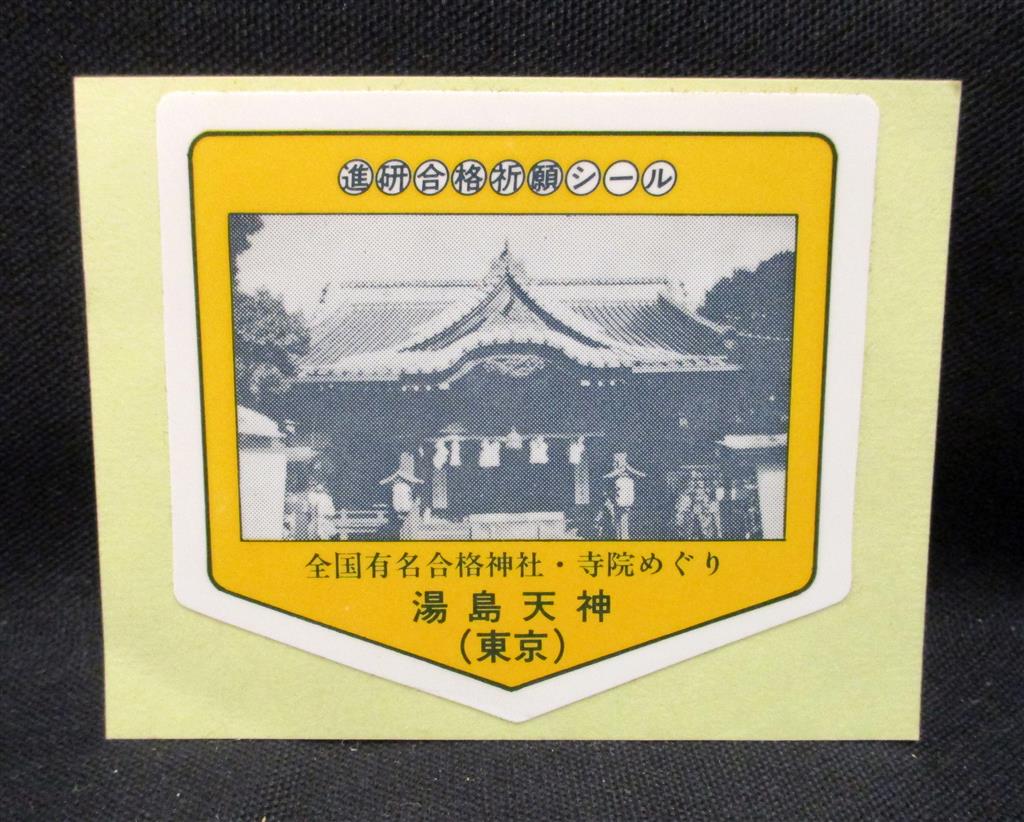 進研合格祈願シール
全国有名合格神社・寺院めぐり
湯島天神
(東京)